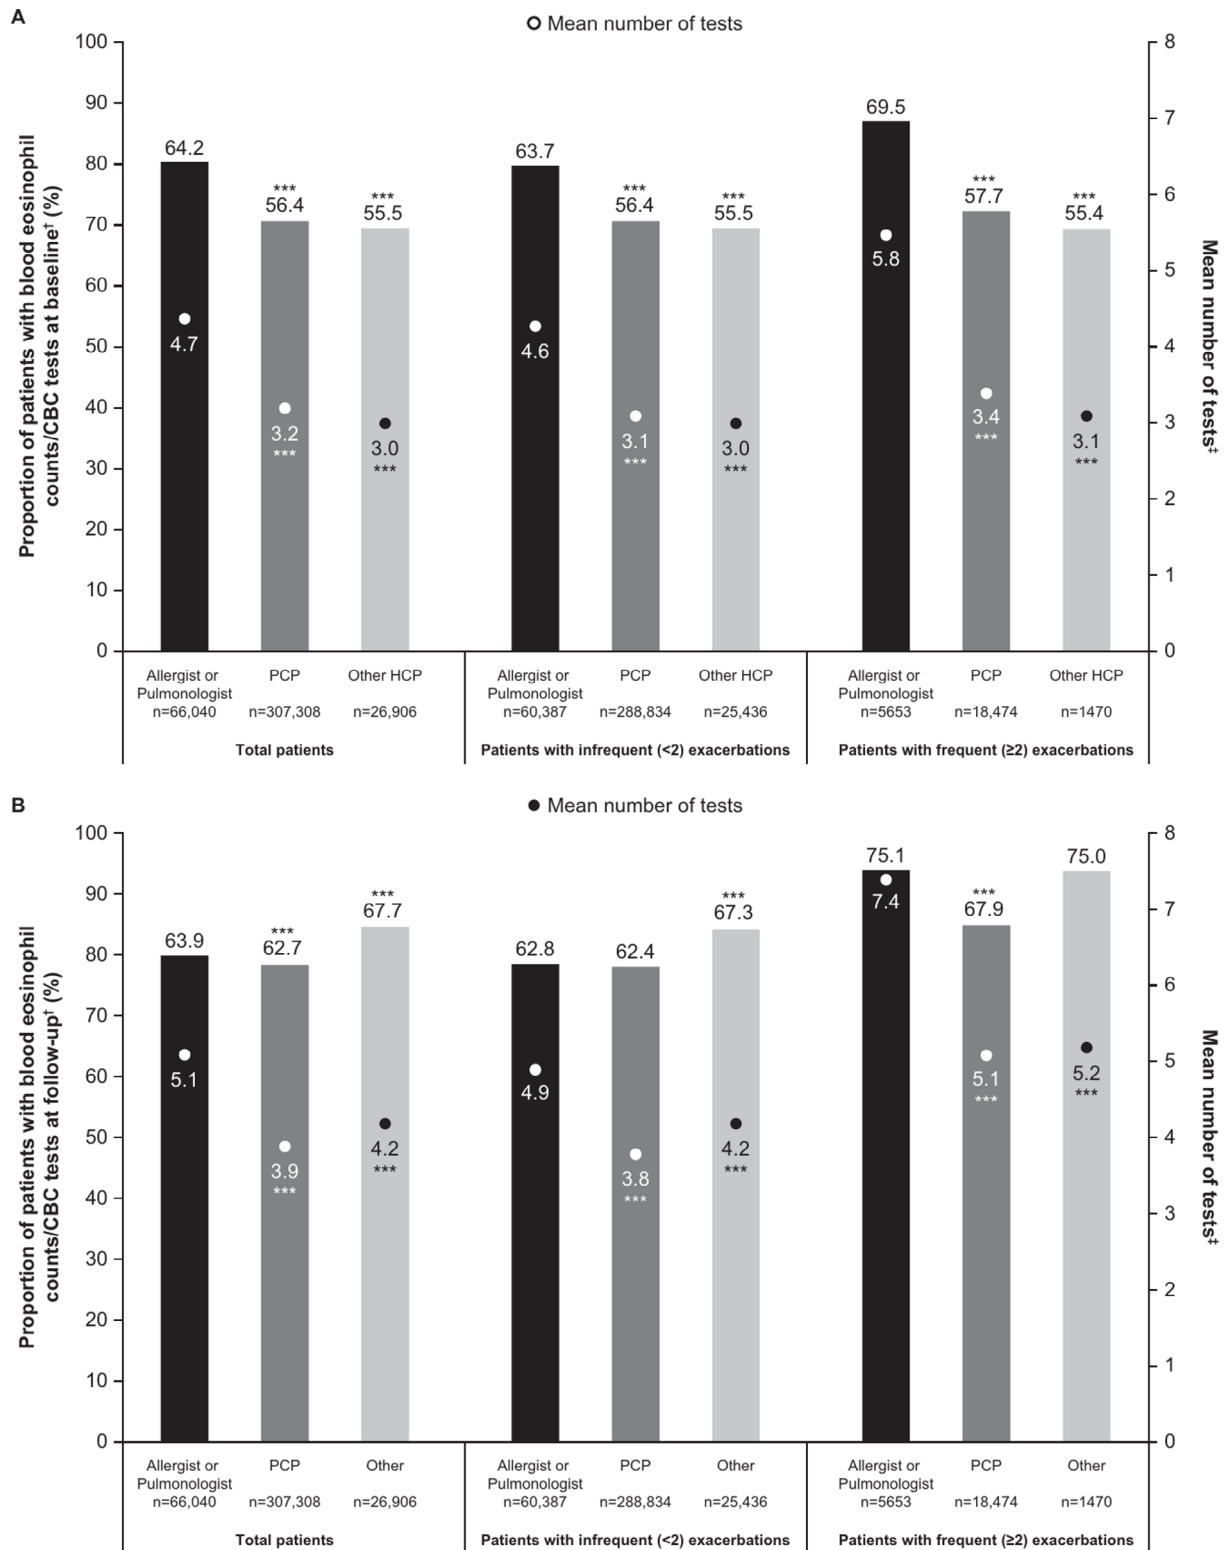 A
Mean number of tests
Proportion of patients with blood eosinophil
counts/CBC tests at baseline† (%)
100
90
80
70
60
50
40
30
20
10
0
64.2
4.7
***
56.4
3.2
***
***
55.5
3.0
***
63.7
4.6
***
56.4
3.1
***
***
55.5
3.0
***
69.5
5.8
***
57.7
3.4
***
***
55.4
3.1
***
8
7
6
5
4
3
2
1
0
Mean number of tests‡
Allergist or
Pulmonologist
n=66,040
PCP
n=307,308
Other HCP
n=26,906
Total patients
Allergist or
Pulmonologist
n=60,387
PCP
n=288,834
Other HCP
n=25,436
Patients with infrequent (<2) exacerbations
Allergist or
Pulmonologist
n=5653
PCP
n=18,474
Other HCP
n=1470
Patients with frequent (≥2) exacerbations
B
Mean number of tests
Proportion of patients with blood eosinophil
counts/CBC tests at follow-up† (%)
100
90
80
70
60
50
40
30
20
10
0
63.9
5.1
***
62.7
3.9
***
***
67.7
4.2
***
62.8
4.9
62.4
3.8
***
***
67.3
4.2
***
75.1
7.4
***
67.9
5.1
***
75.0
5.2
***
8
7
6
5
4
3
2
1
0
Mean number of tests‡
Allergist or
Pulmonologist
n=66,040
PCP
n=307,308
Other
n=26,906
Total patients
Allergist or
Pulmonologist
n=60,387
PCP
n=288,834
Other
n=25,436
Patients with infrequent (<2) exacerbations
Allergist or
Pulmonologist
n=5653
PCP
n=18,474
Other
n=1470
Patients with frequent (≥2) exacerbations